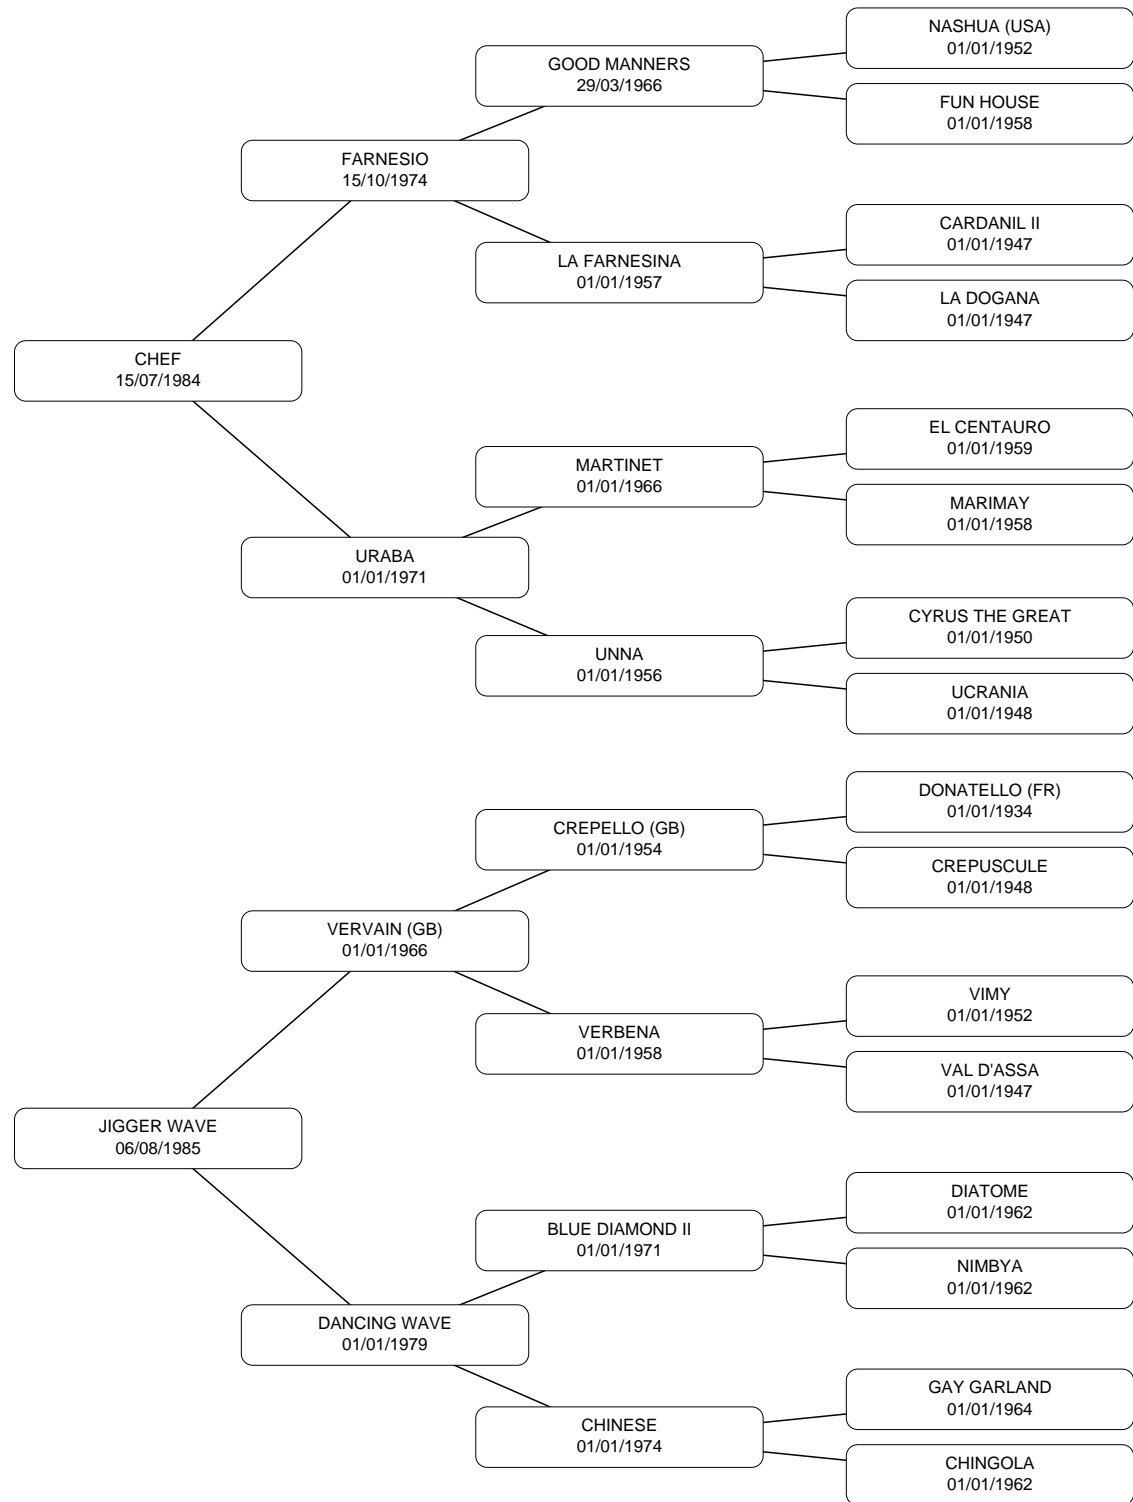 NASHUA (USA)
01/01/1952
GOOD MANNERS
29/03/1966
FUN HOUSE
01/01/1958
FARNESIO
15/10/1974
CARDANIL II
01/01/1947
LA FARNESINA
01/01/1957
LA DOGANA
01/01/1947
CHEF
15/07/1984
EL CENTAURO
01/01/1959
MARTINET
01/01/1966
MARIMAY
01/01/1958
URABA
01/01/1971
CYRUS THE GREAT
01/01/1950
UNNA
01/01/1956
UCRANIA
01/01/1948
DONATELLO (FR)
01/01/1934
CREPELLO (GB)
01/01/1954
CREPUSCULE
01/01/1948
VERVAIN (GB)
01/01/1966
VIMY
01/01/1952
VERBENA
01/01/1958
VAL D'ASSA
01/01/1947
JIGGER WAVE
06/08/1985
DIATOME
01/01/1962
BLUE DIAMOND II
01/01/1971
NIMBYA
01/01/1962
DANCING WAVE
01/01/1979
GAY GARLAND
01/01/1964
CHINESE
01/01/1974
CHINGOLA
01/01/1962